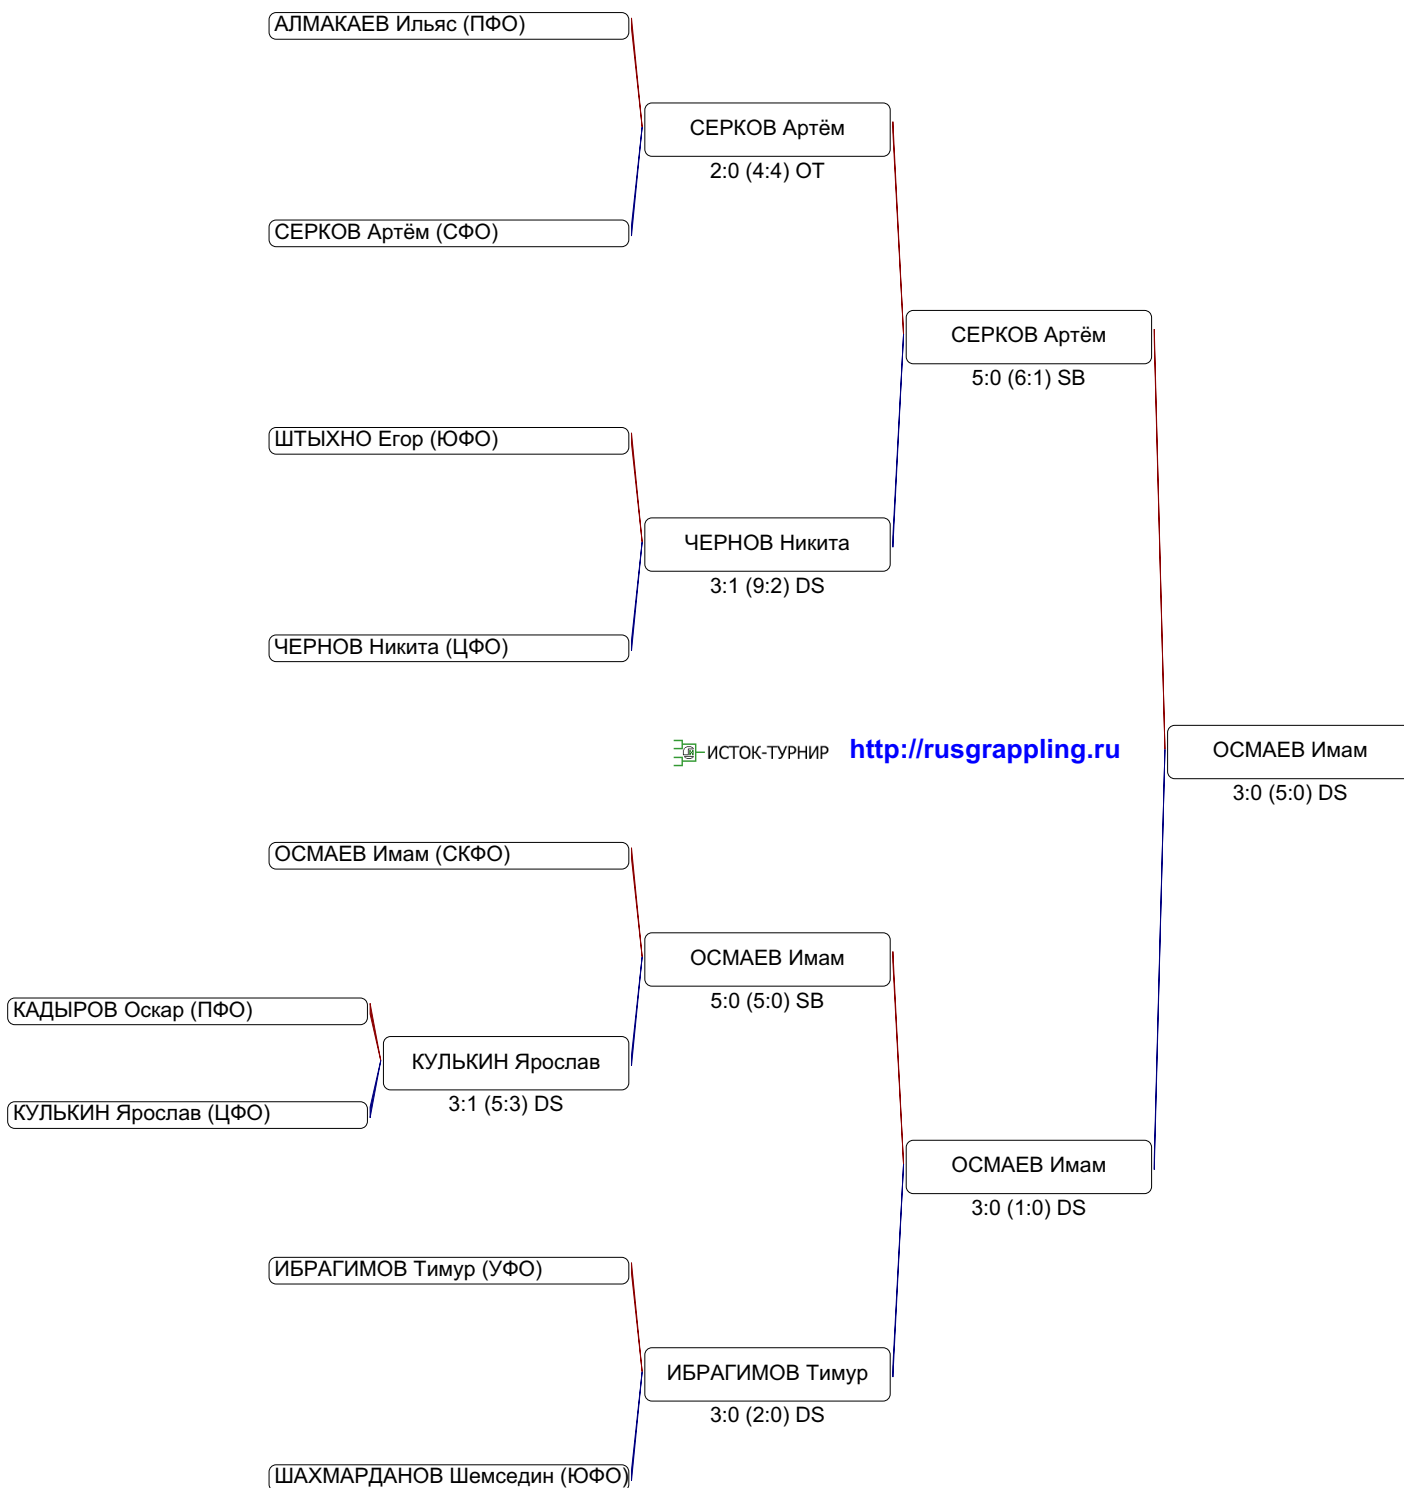 АЛМАКАЕВ Ильяс (ПФО)
СЕРКОВ Артём
2:0 (4:4) OT
СЕРКОВ Артём (СФО)
СЕРКОВ Артём
5:0 (6:1) SB
ШТЫХНО Егор (ЮФО)
ЧЕРНОВ Никита
3:1 (9:2) DS
ЧЕРНОВ Никита (ЦФО)
ИСТОК-ТУРНИР http://rusgrappling.ru
ОСМАЕВ Имам
3:0 (5:0) DS
ОСМАЕВ Имам (СКФО)
ОСМАЕВ Имам
5:0 (5:0) SB
КАДЫРОВ Оскар (ПФО)
КУЛЬКИН Ярослав
3:1 (5:3) DS
КУЛЬКИН Ярослав (ЦФО)
ОСМАЕВ Имам
3:0 (1:0) DS
ИБРАГИМОВ Тимур (УФО)
ИБРАГИМОВ Тимур
3:0 (2:0) DS
ШАХМАРДАНОВ Шемседин (ЮФО)